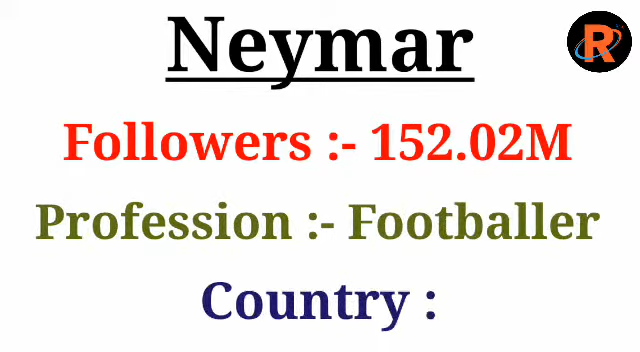 Neymar
R
Followers :- 152.02M
Profession :- Footballer
Country :